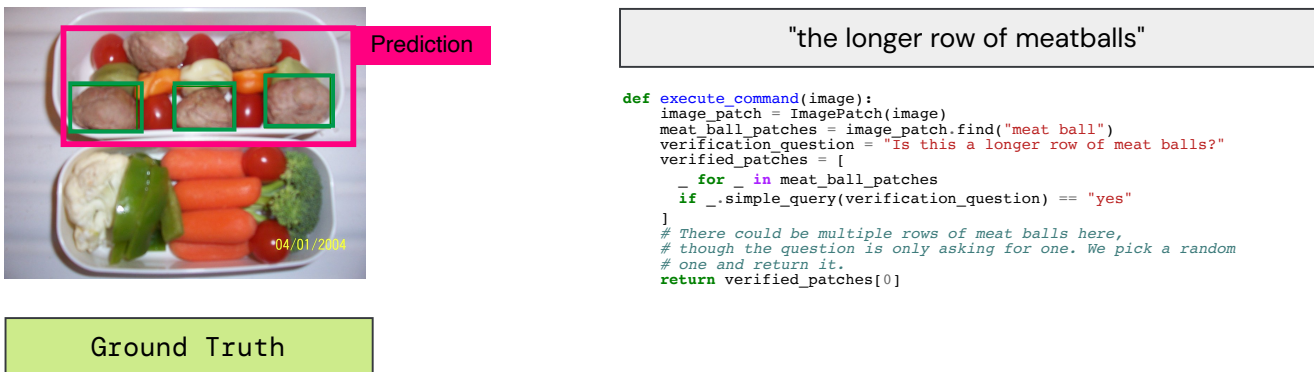 Prediction
04/01/2004
Ground Truth
"the longer row of meatballs"
def execute_command(image):
    image_patch = ImagePatch(image)
    meat_ball_patches = image_patch.find("meat ball")
    verification_question = "Is this a longer row of meat balls?"
    verified_patches = [
      _ for _ in meat_ball_patches
      if _.simple_query(verification_question) == "yes"
    ]
    # There could be multiple rows of meat balls here,
    # though the question is only asking for one. We pick a random
    # one and return it.
    return verified_patches[0]